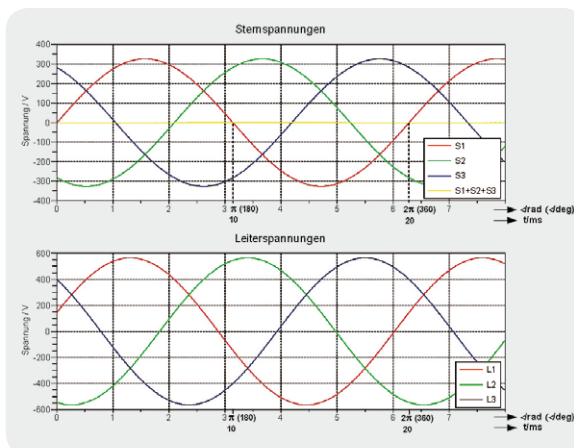 Sternspannungen
Spannung / V
400
300
200
100
0
-100
-200
-300
-400
S1
S2
S3
S1+S2+S3
0 1 2 3 4 5 6 7
π (180) 2π (360) -/rad (-/deg)
10 20 t/ms
Leiterspannungen
Spannung / V
600
400
200
0
-200
-400
-600
L1
L2
L3
0 1 2 3 4 5 6 7
π (180) 2π (360) -/rad (-/deg)
10 20 t/ms